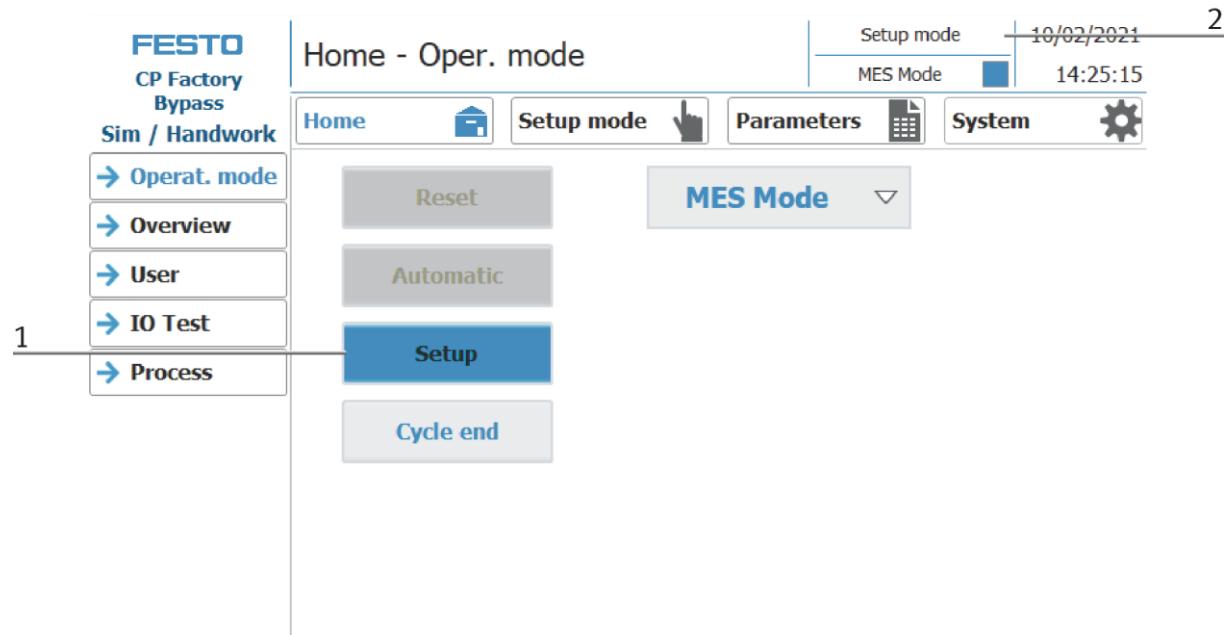 2
FESTO
CP Factory
Bypass
Sim / Handwork
Home - Oper. mode
Setup mode
10/02/2021
MES Mode
14:25:15
Home
Setup mode
Parameters
System
Operat. mode
Overview
User
IO Test
Process
1
Reset
Automatic
Setup
Cycle end
MES Mode